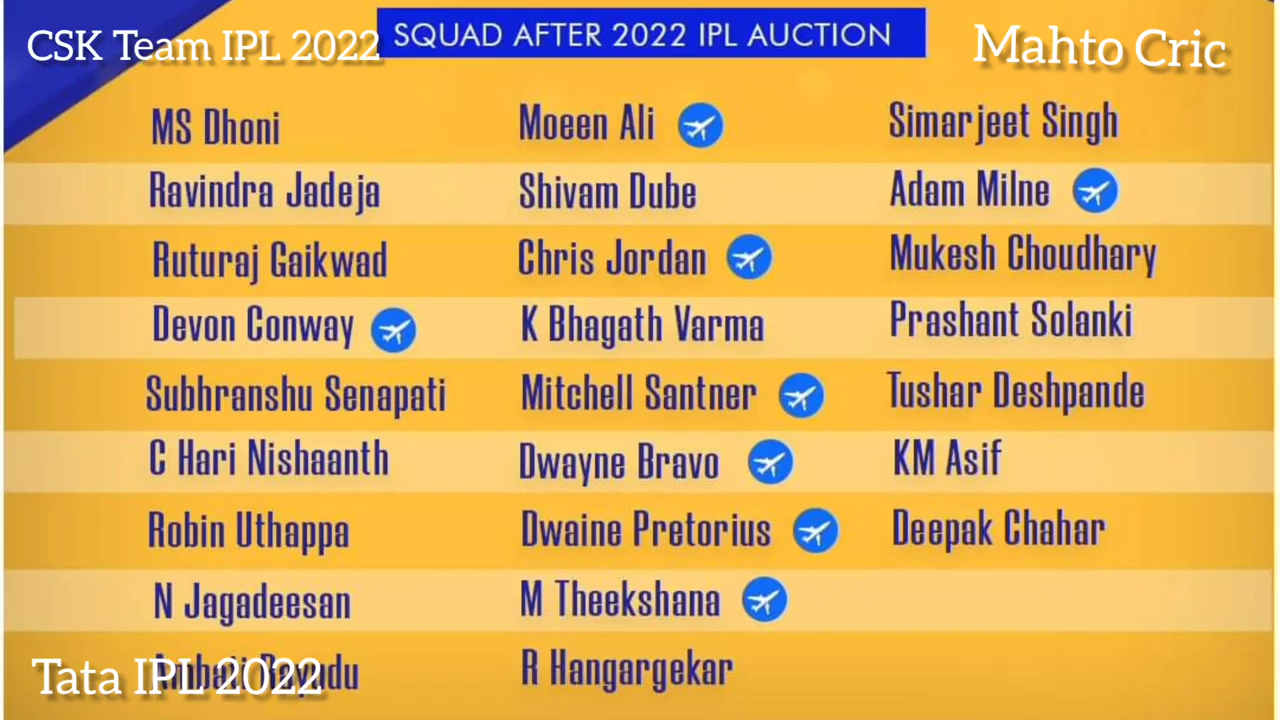 CSK Team IPL 2022
SQUAD AFTER 2022 IPL AUCTION
Mahto Cric
MS Dhoni
Ravindra Jadeja
Ruturaj Gaikwad
Devon Conway
Subhranshu Senapati
C Hari Nishaanth
Robin Uthappa
N Jagadeesan
Ambati Rayudu
Moeen Ali
Shivam Dube
Chris Jordan
K Bhagath Varma
Mitchell Santner
Dwayne Bravo
Dwaine Pretorius
M Theekshana
R Hangargekar
Simarjeet Singh
Adam Milne
Mukesh Choudhary
Prashant Solanki
Tushar Deshpande
KM Asif
Deepak Chahar
Tata IPL 2022